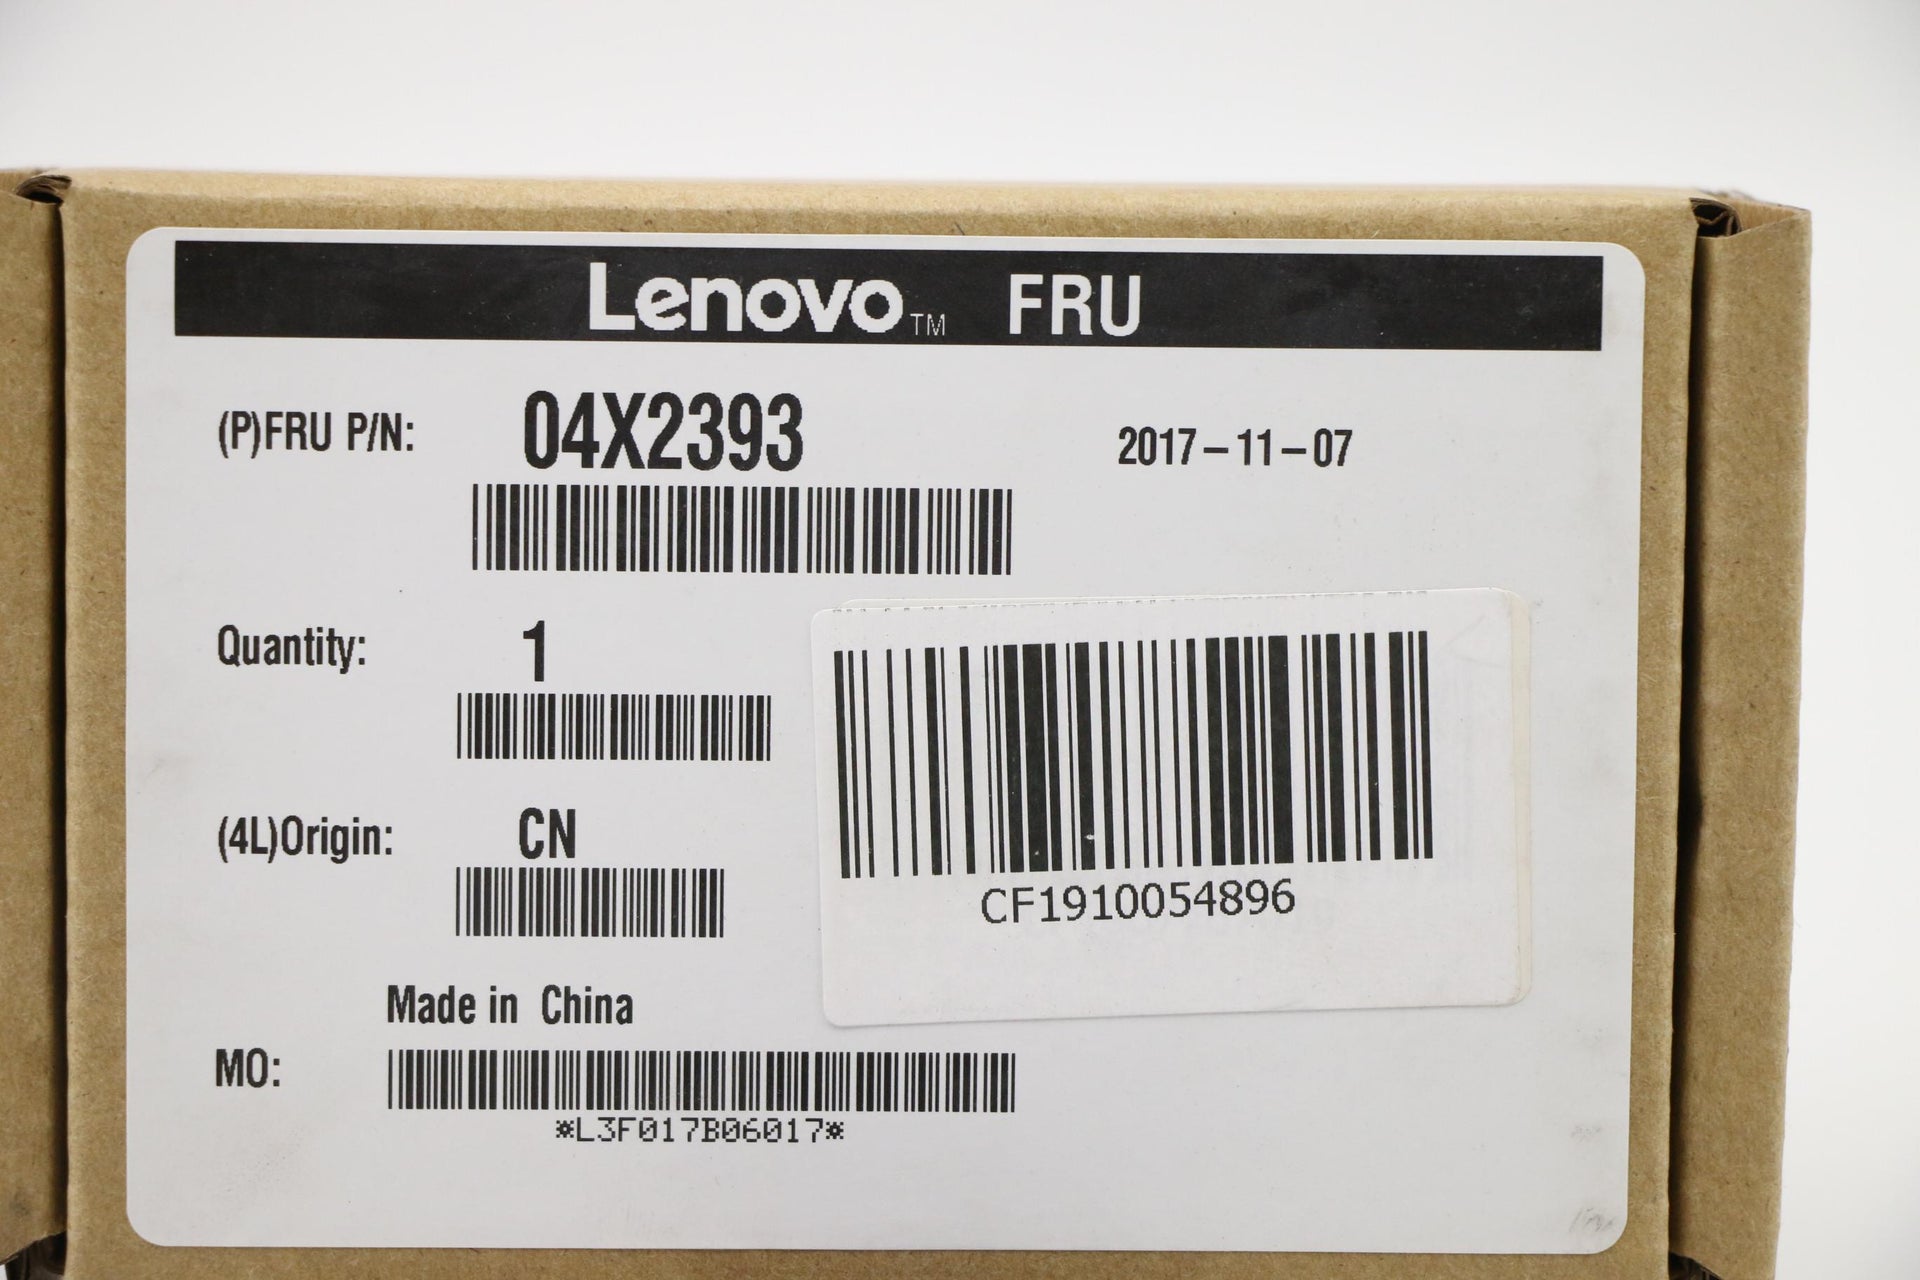 Lenovo™ FRU
(P)FRU P/N: 04X2393 2017-11-07
Quantity: 1
(4L)Origin: CN
CF1910054896
Made in China
MO:
*L3F017B06017*